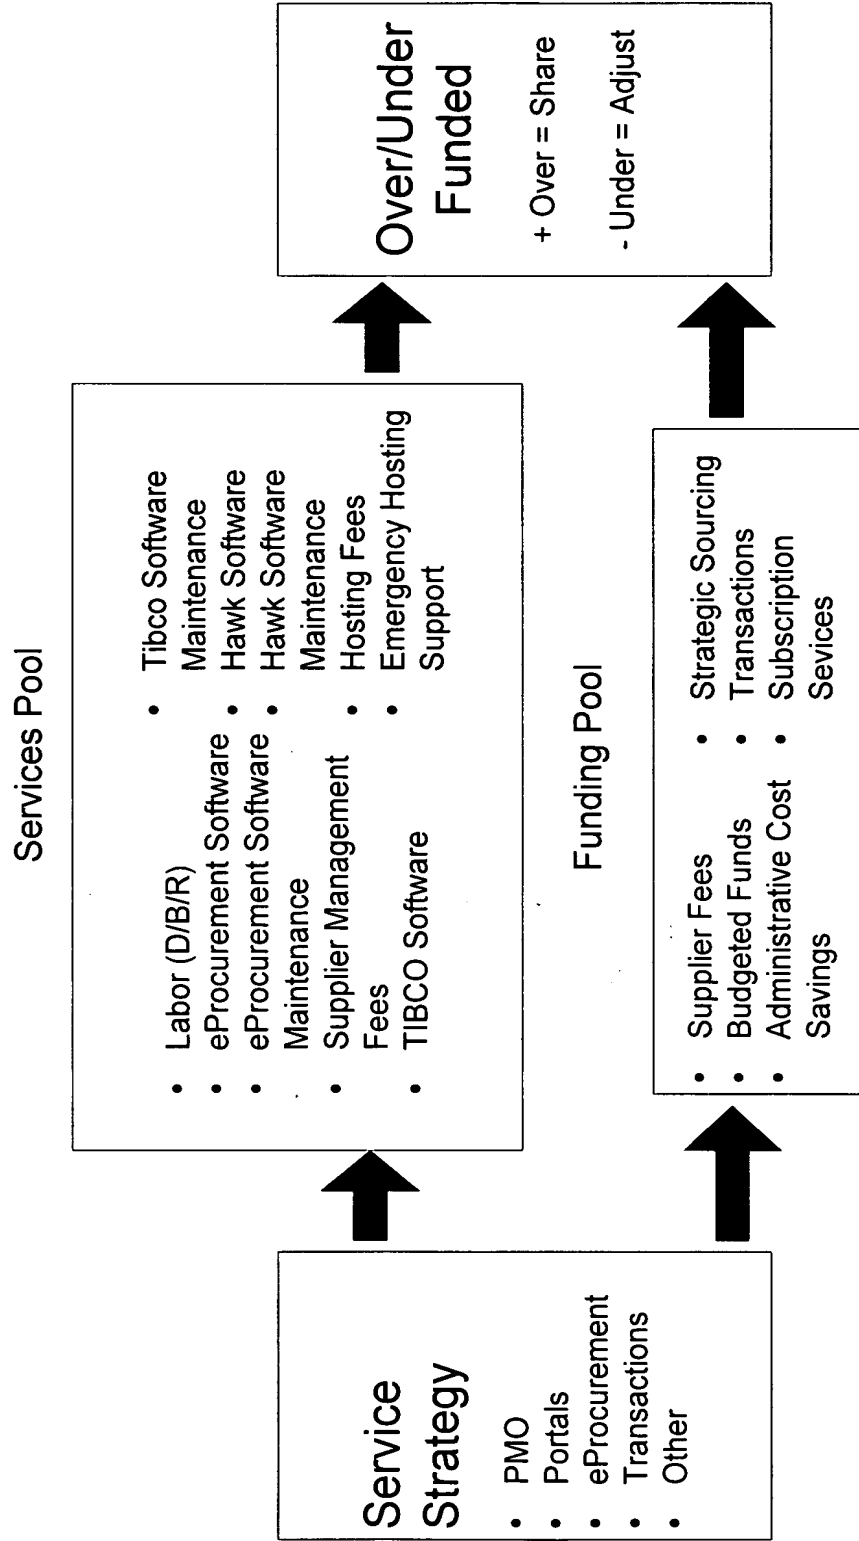 Services Pool
Service
Strategy
• PMO
• Portals
• eProcurement
• Transactions
• Other
• Labor (D/B/R)
• eProcurement Software
• eProcurement Software
Maintenance
• Supplier Management
Fees
• TIBCO Software
• Tibco Software
Maintenance
• Hawk Software
• Hawk Software
Maintenance
• Hosting Fees
• Emergency Hosting
Support
Funding Pool
• Supplier Fees
• Budgeted Funds
• Administrative Cost
Savings
• Strategic Sourcing
• Transactions
• Subscription
Sevices
Over/Under
Funded
+ Over = Share
- Under = Adjust